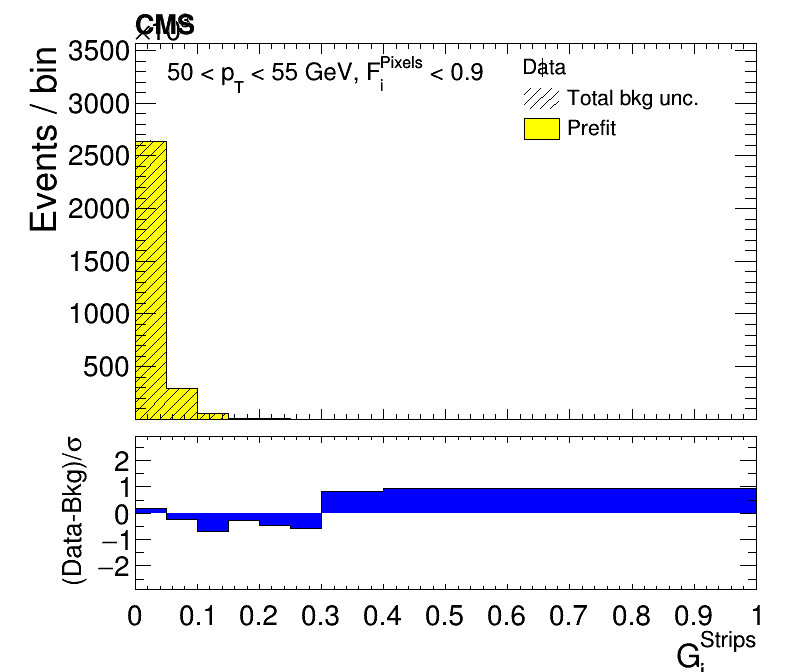 CMS
3500
3000
2500
2000
1500
1000
500
Events / bin
50 < p_T < 55 GeV, F_i^Pixels < 0.9
Data
Total bkg unc.
Prefit
2
1
0
−1
−2
(Data-Bkg)/σ
0 0.1 0.2 0.3 0.4 0.5 0.6 0.7 0.8 0.9 1
G_i^Strips